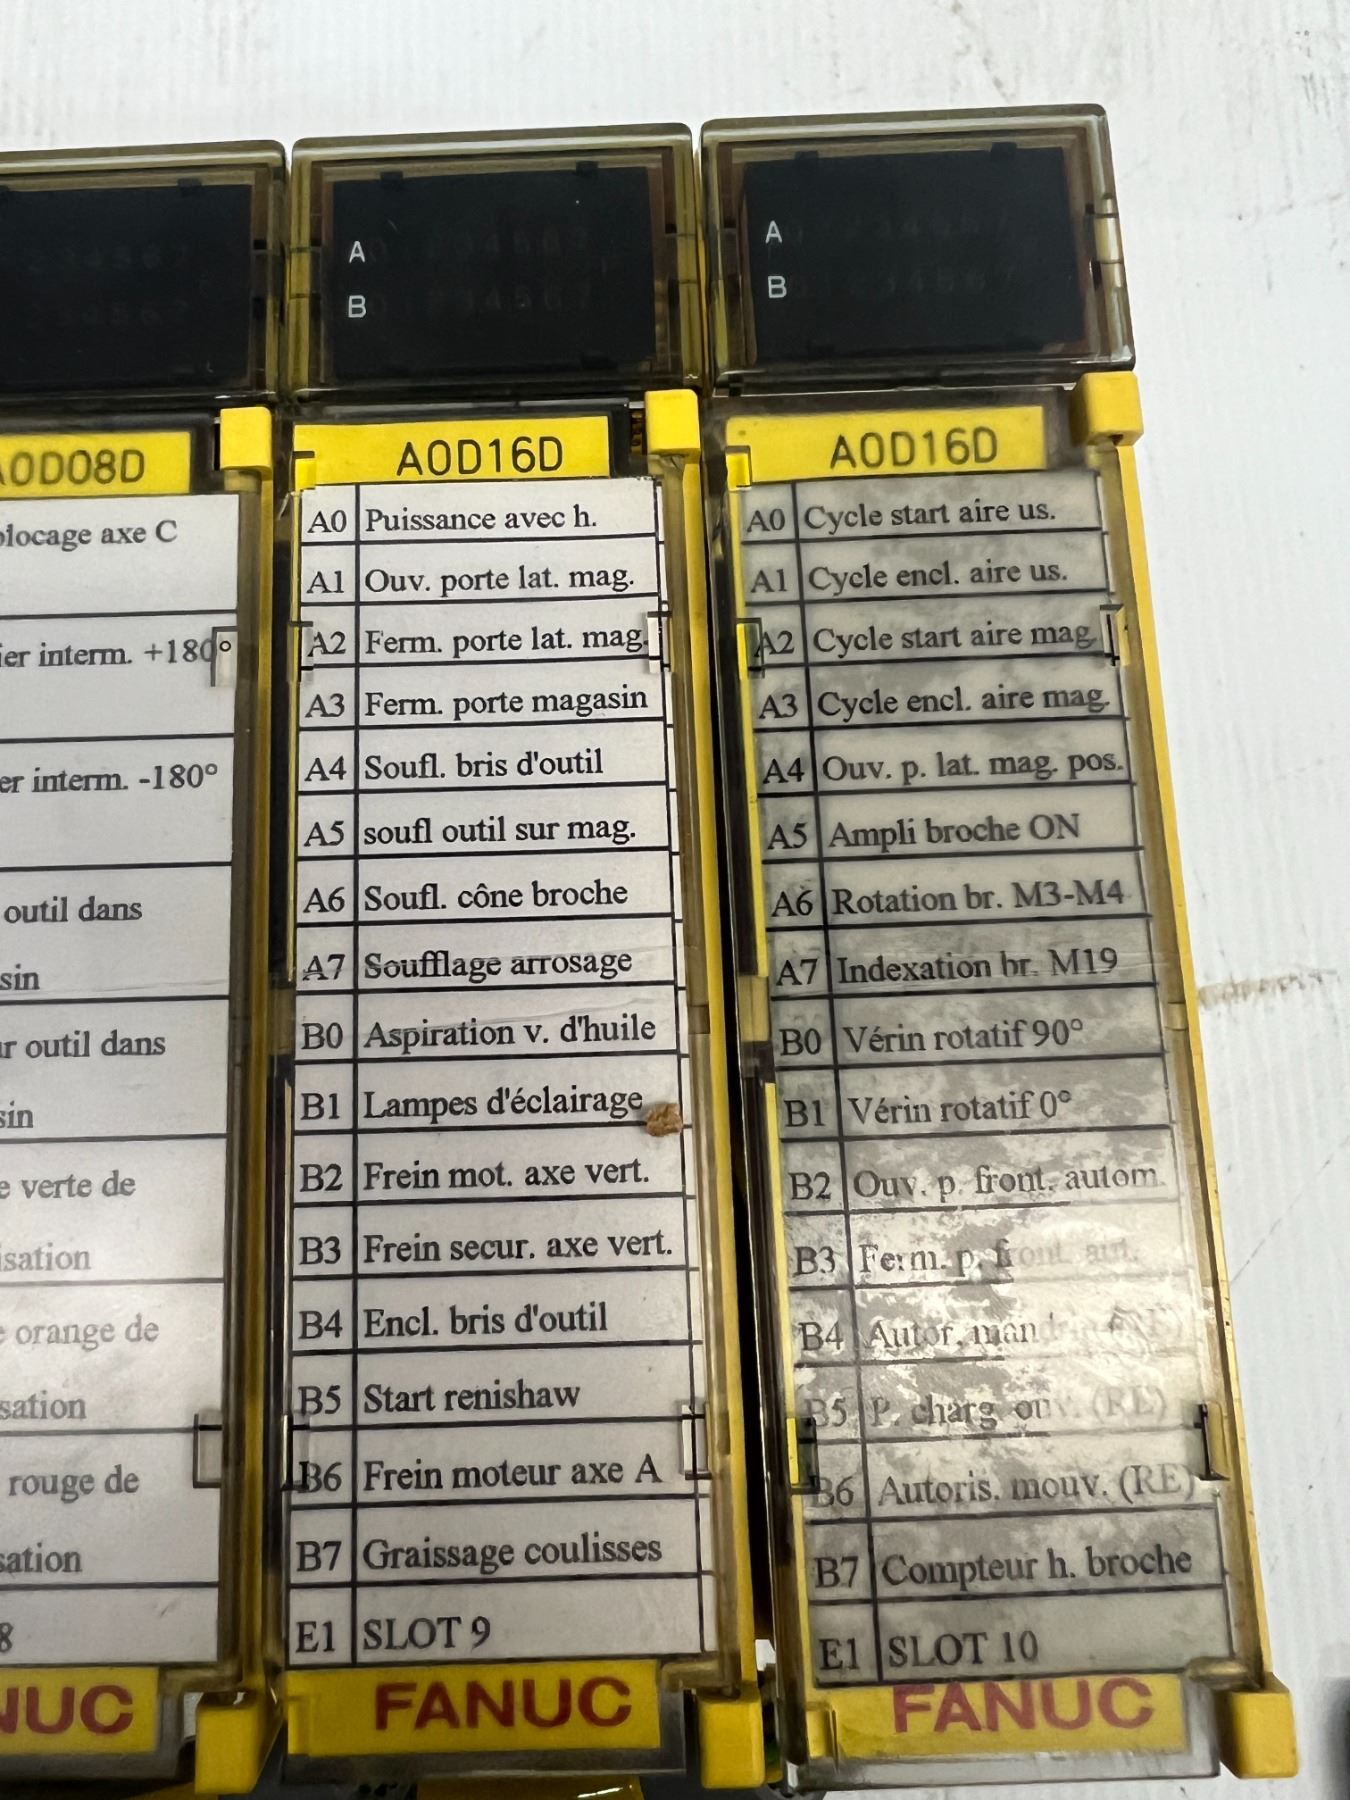 A
B
A
B
A0D08D
blocage axe C
ier interm. +180°
er interm. -180°
outil dans
sin
ur outil dans
sin
e verte de
isation
e orange de
sation
rouge de
sation
8
NUC
A0D16D
A0 Puissance avec h.
A1 Ouv. porte lat. mag.
A2 Ferm. porte lat. mag.
A3 Ferm. porte magasin
A4 Soufl. bris d'outil
A5 soufl outil sur mag.
A6 Soufl. cône broche
A7 Soufflage arrosage
B0 Aspiration v. d'huile
B1 Lampes d'éclairage
B2 Frein mot. axe vert.
B3 Frein secur. axe vert.
B4 Encl. bris d'outil
B5 Start renishaw
B6 Frein moteur axe A
B7 Graissage coulisses
E1 SLOT 9
FANUC
A0D16D
A0 Cycle start aire us.
A1 Cycle encl. aire us.
A2 Cycle start aire mag.
A3 Cycle encl. aire mag.
A4 Ouv. p. lat. mag. pos.
A5 Ampli broche ON
A6 Rotation br. M3-M4
A7 Indexation br. M19
B0 Vérin rotatif 90°
B1 Vérin rotatif 0°
B2 Ouv. p. front. autom.
B3 Ferm. p. front. aut.
B4 Autor.
B5 P. charg ouv. (RE)
B6 Autoris. mouv. (RE)
B7 Compteur h. broche
E1 SLOT 10
FANUC